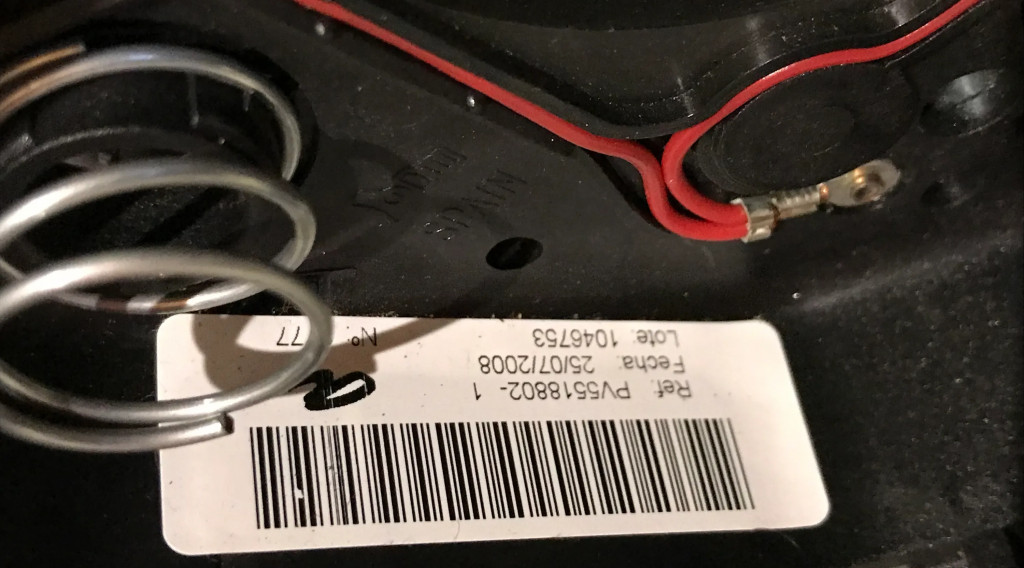 Ref: PV5518802-1
Fecha: 25/07/2008
Lote: 1046753
Nº: 77